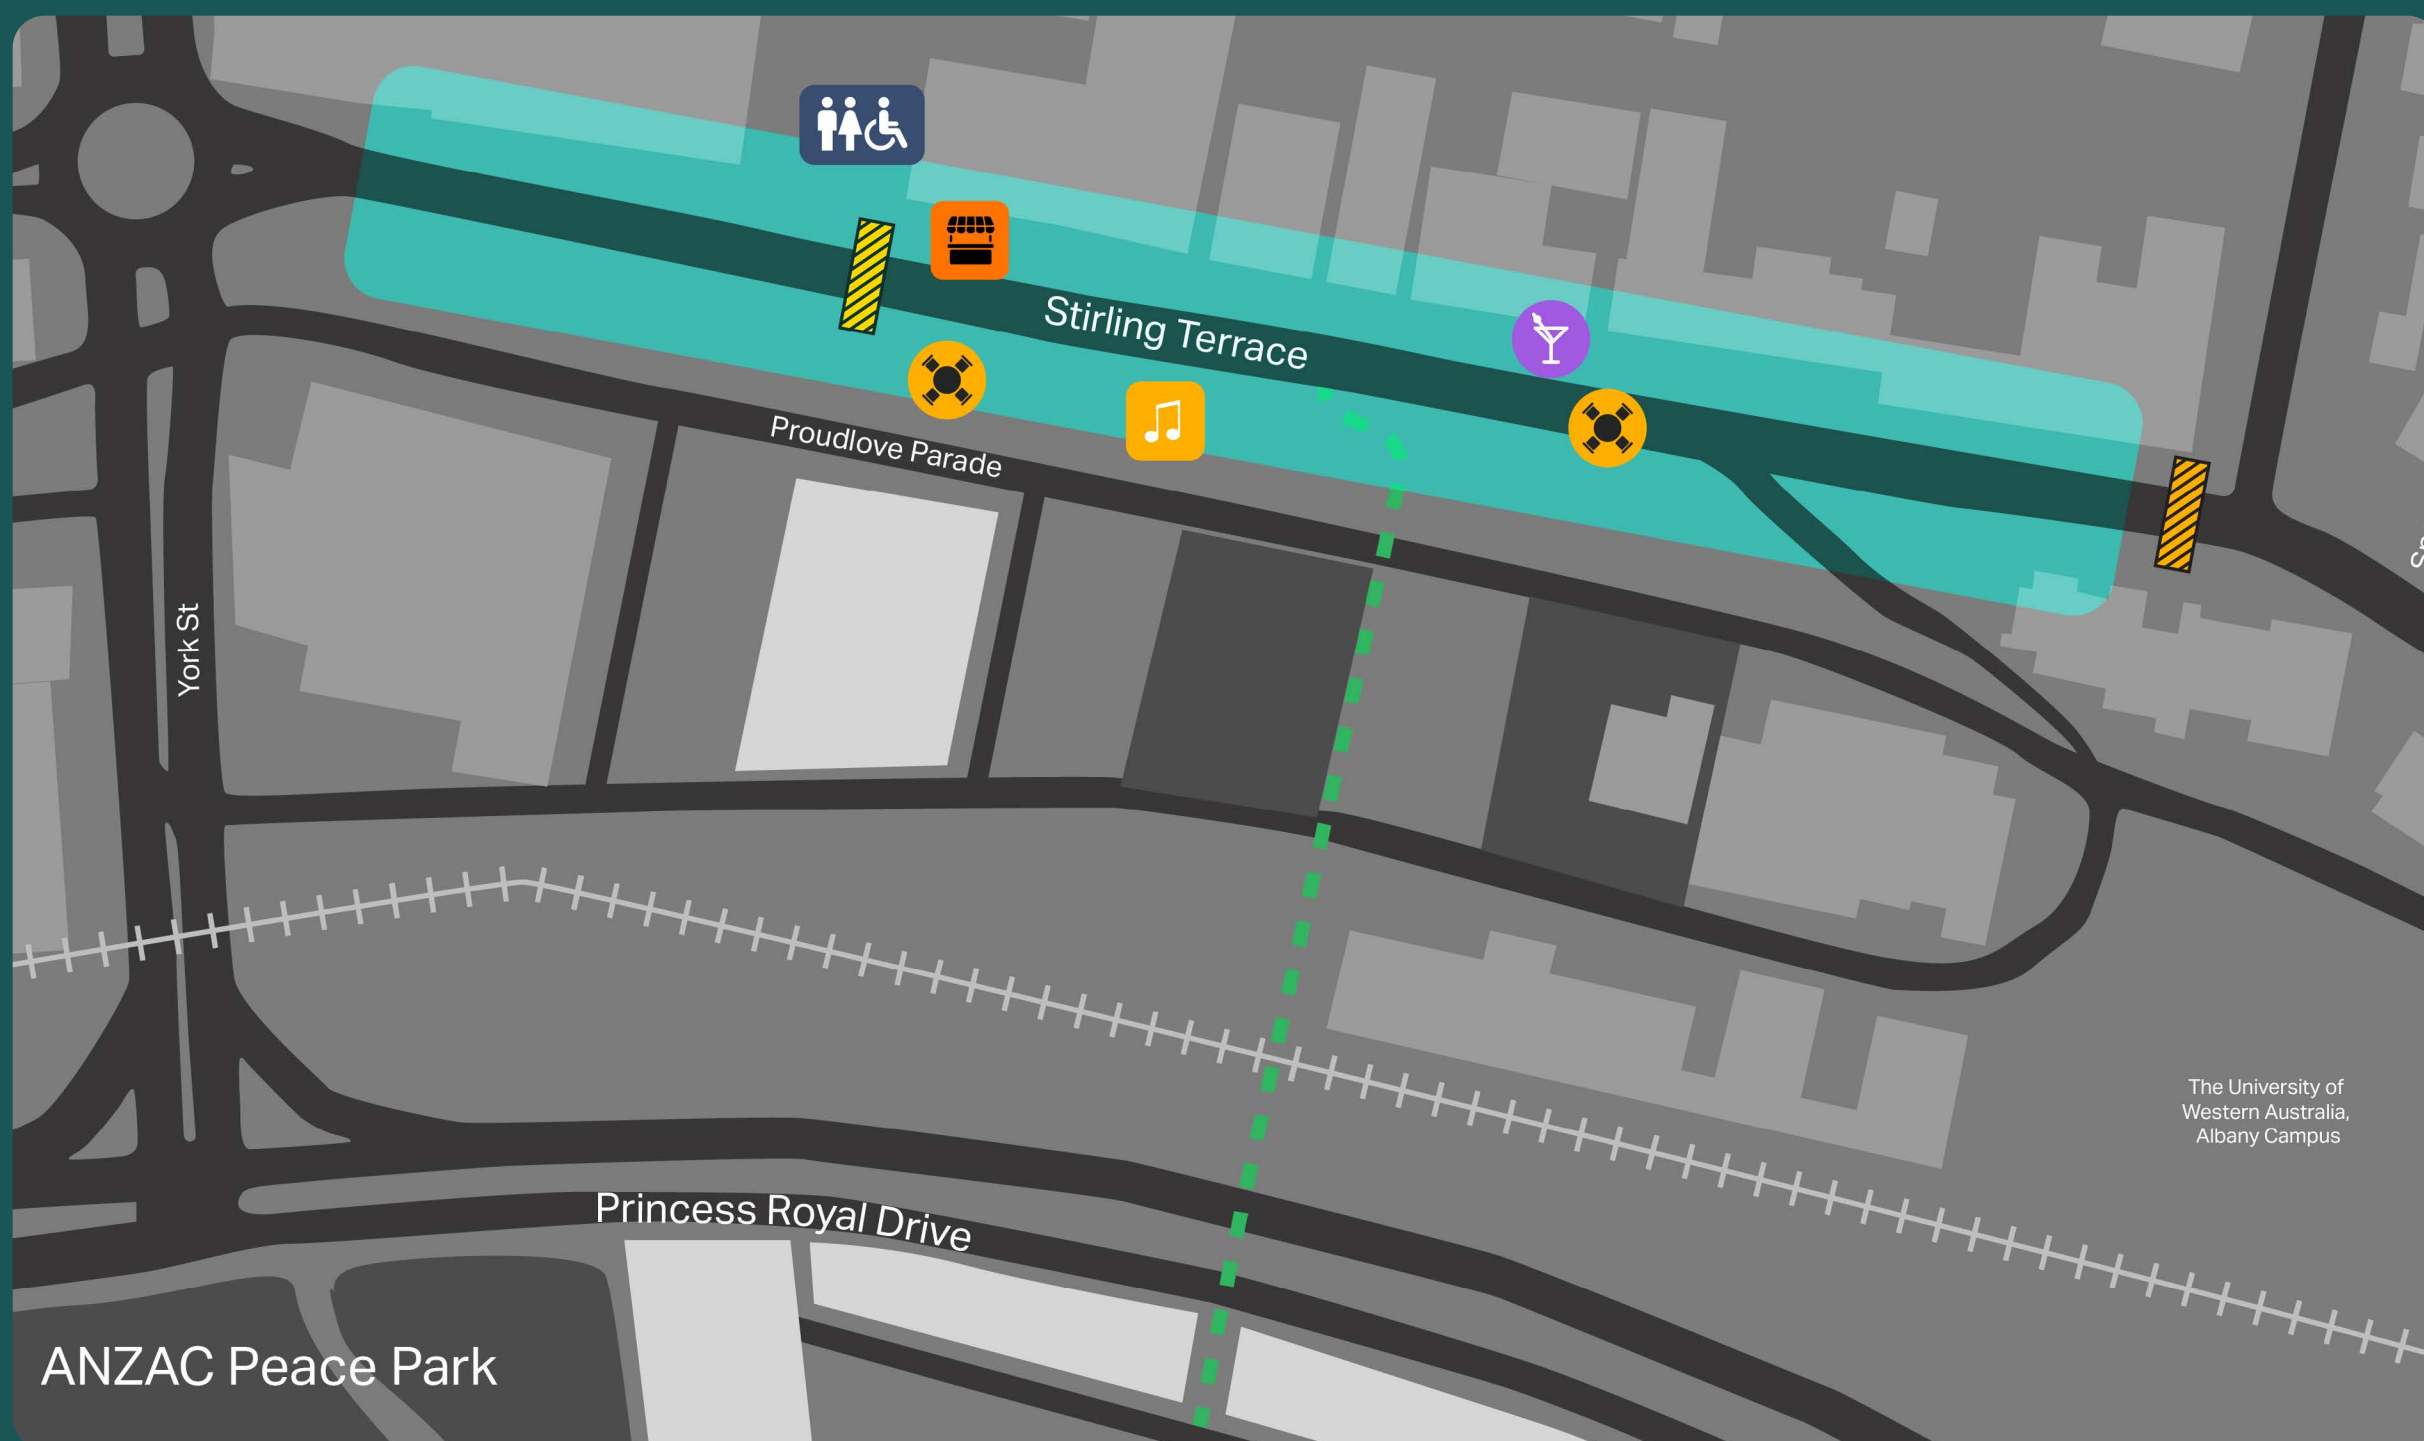 Stirling Terrace
Proudlove Parade
York St
The University of
Western Australia,
Albany Campus
Princess Royal Drive
ANZAC Peace Park